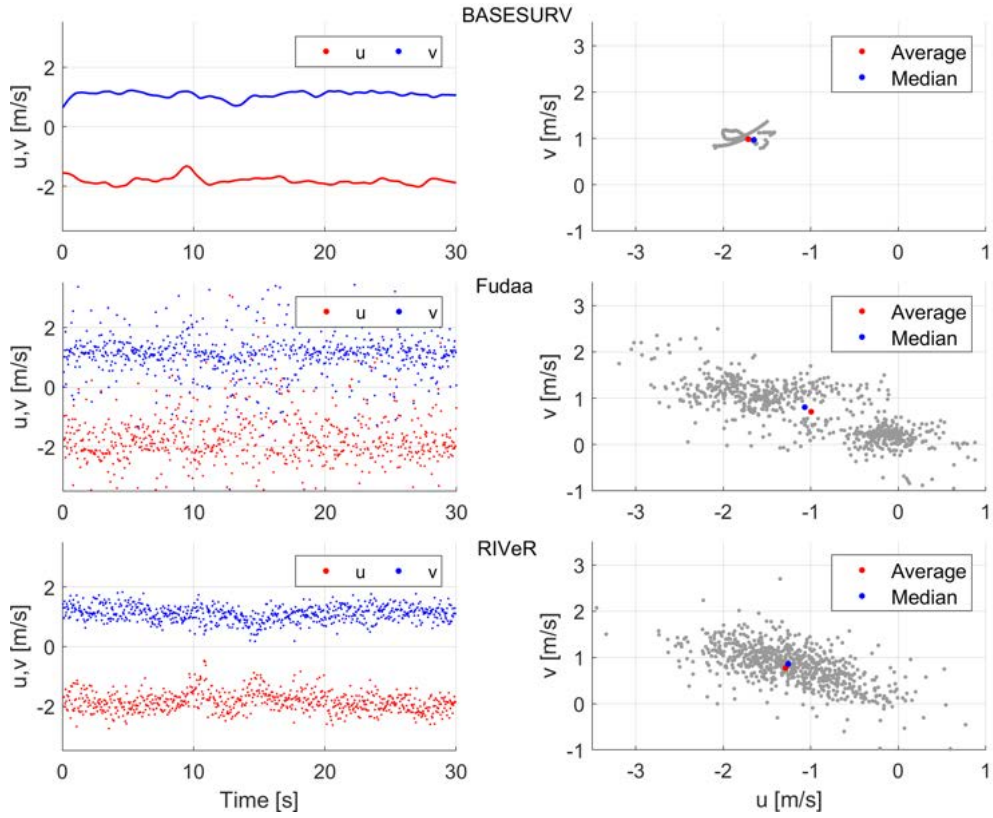 BASESURV
u v
2
0
-2
u,v [m/s]
0 10 20 30
Average
Median
3
2
1
0
-1
v [m/s]
-3 -2 -1 0 1
Fudaa
u v
2
0
-2
u,v [m/s]
0 10 20 30
Average
Median
3
2
1
0
-1
v [m/s]
-3 -2 -1 0 1
RIVeR
u v
2
0
-2
u,v [m/s]
0 10 20 30
Time [s]
Average
Median
3
2
1
0
-1
v [m/s]
-3 -2 -1 0 1
u [m/s]